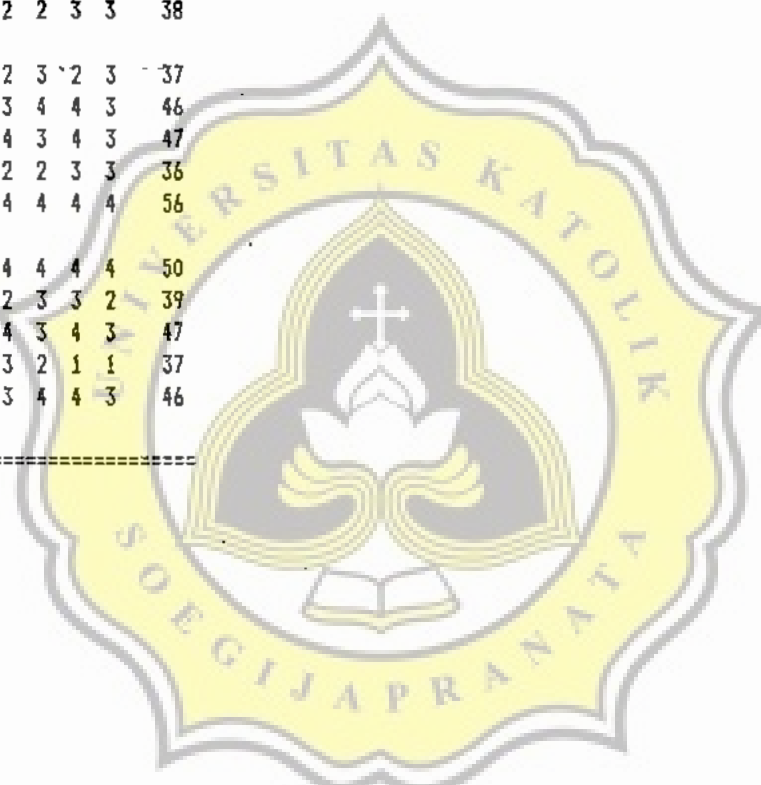 2 2 3 3 38
2 3 2 3 37
3 4 4 3 46
4 3 4 3 47
2 2 3 3 36
4 4 4 4 56
4 4 4 4 50
2 3 3 2 39
4 3 4 3 47
3 2 1 1 37
3 4 4 3 46
UNIVERSITAS KATOLIK
SOEGIJAPRANATA